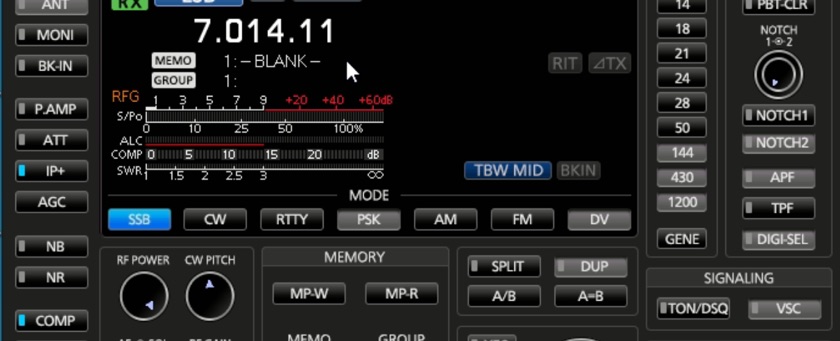 ANT
MONI
BK-IN
P.AMP
ATT
IP+
AGC
NB
NR
COMP
RX
7.014.11
MEMO 1: – BLANK –
GROUP 1:
RIT ⊿TX
RFG
1 3 5 7 9 +20 +40 +60dB
S/Po
0 10 25 50 100%
ALC
COMP 0 5 10 15 20 dB
SWR
1 1.5 2 2.5 3 ∞
TBW MID BKIN
MODE
SSB CW RTTY PSK AM FM DV
RF POWER CW PITCH
MEMORY
MP-W MP-R
MEMO GROUP
SPLIT DUP
A/B A=B
14
18
21
24
28
50
144
430
1200
GENE
PBT-CLR
NOTCH
1 2
NOTCH1
NOTCH2
APF
TPF
DIGI-SEL
SIGNALING
TON/DSQ VSC